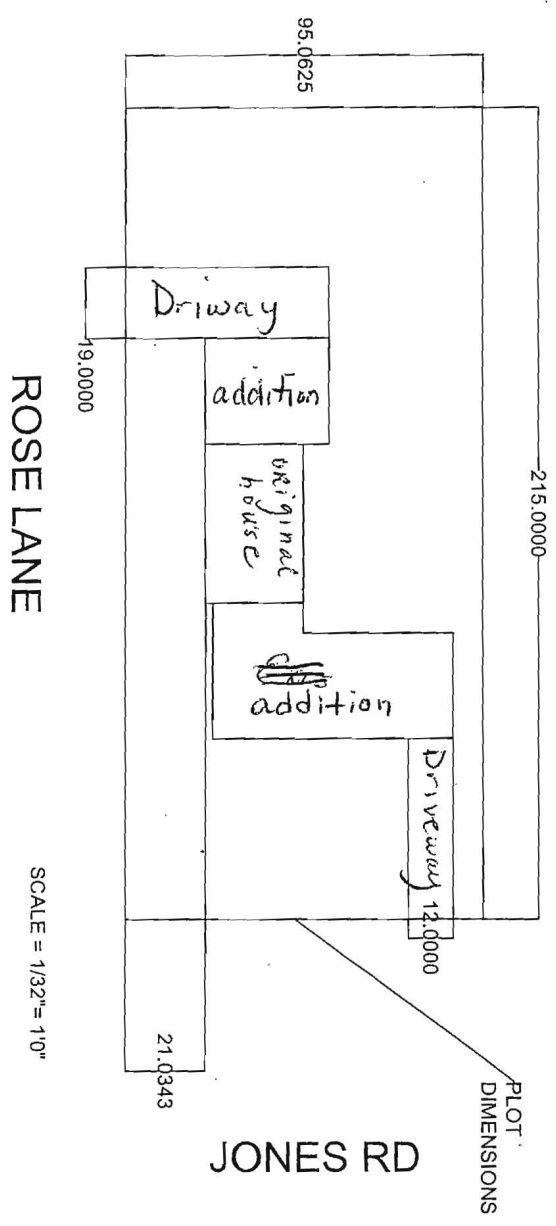 95.0625
215.0000
Driway
19.0000
addition
original
house
addition
Driveway
12.0000
21.0343
PLOT
DIMENSIONS
ROSE LANE
JONES RD
SCALE = 1/32"= 1'0"